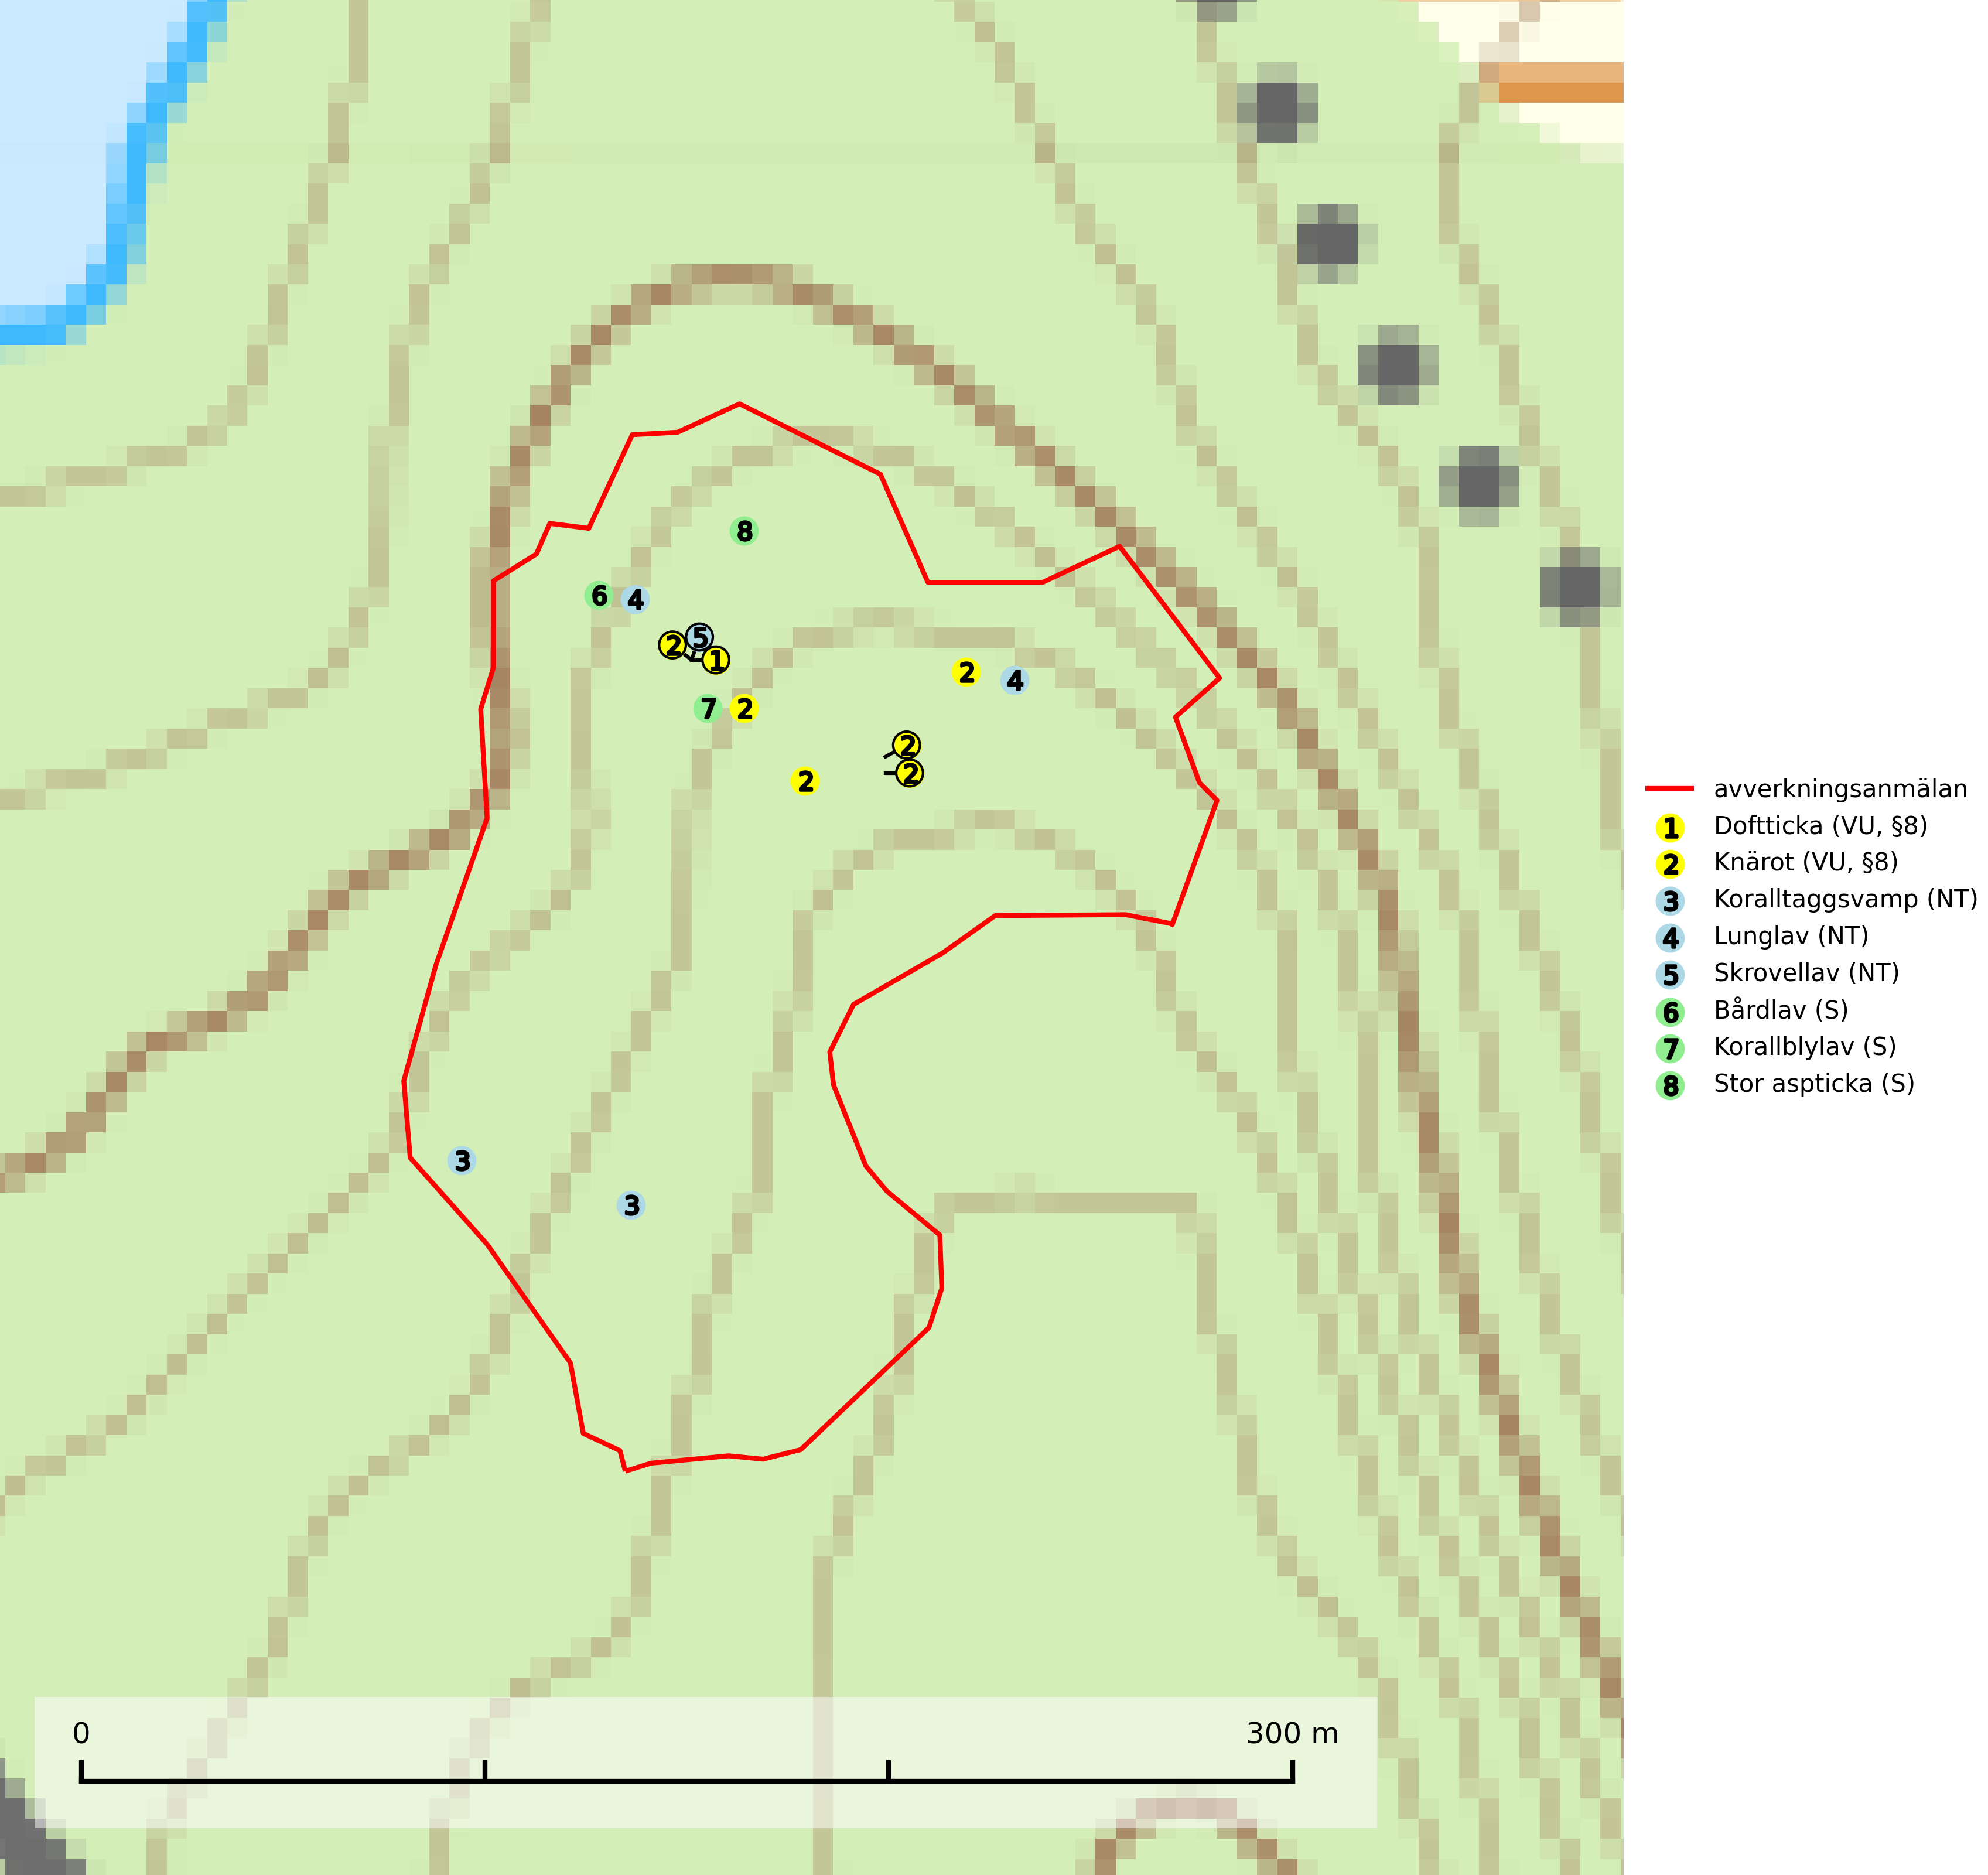 8
6 4
2 5
1
2 4
7 2
2
2
2
3
3
avverkningsanmälan
1 Doftticka (VU, §8)
2 Knärot (VU, §8)
3 Koralltaggsvamp (NT)
4 Lunglav (NT)
5 Skrovellav (NT)
6 Bårdlav (S)
7 Korallblylav (S)
8 Stor aspticka (S)
0 300 m